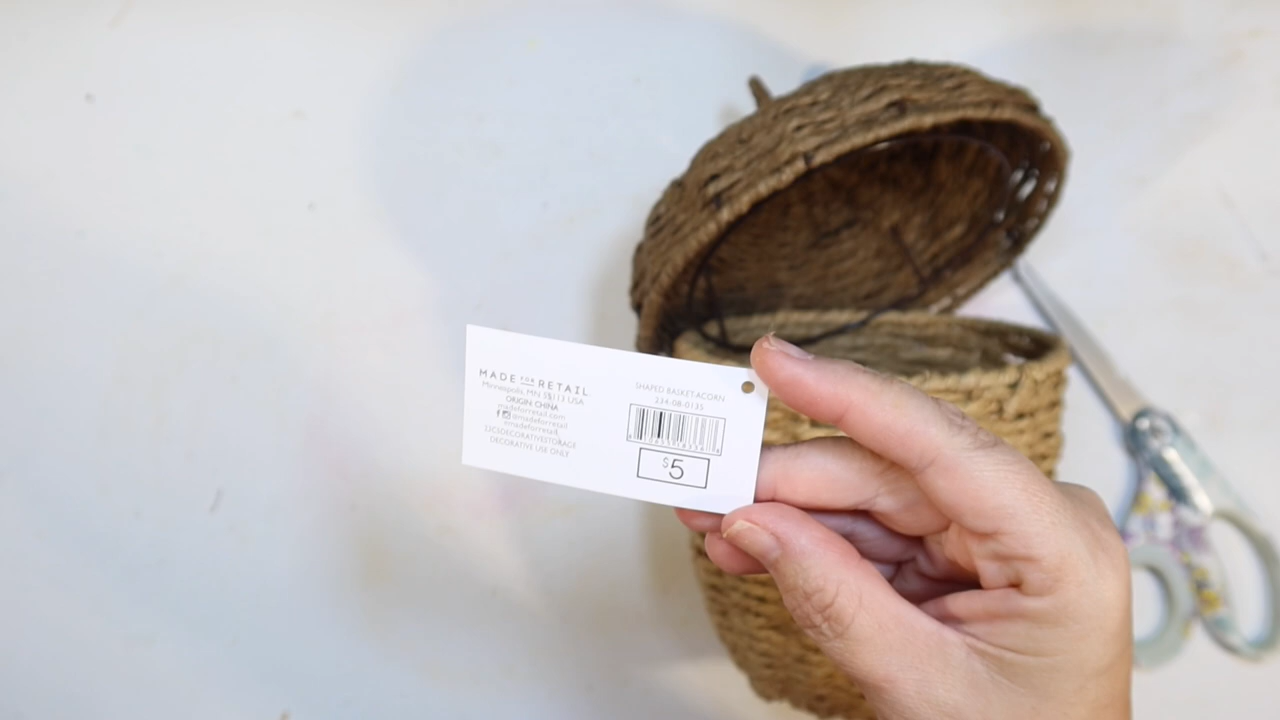 MADE FOR RETAIL
Minneapolis, MN 55113 USA
ORIGIN: CHINA
madeforretail.com
@madeforretail
#madeforretail
DECORATIVE USE ONLY
SHAPED BASKET-ACORN
234-08-0135
$5